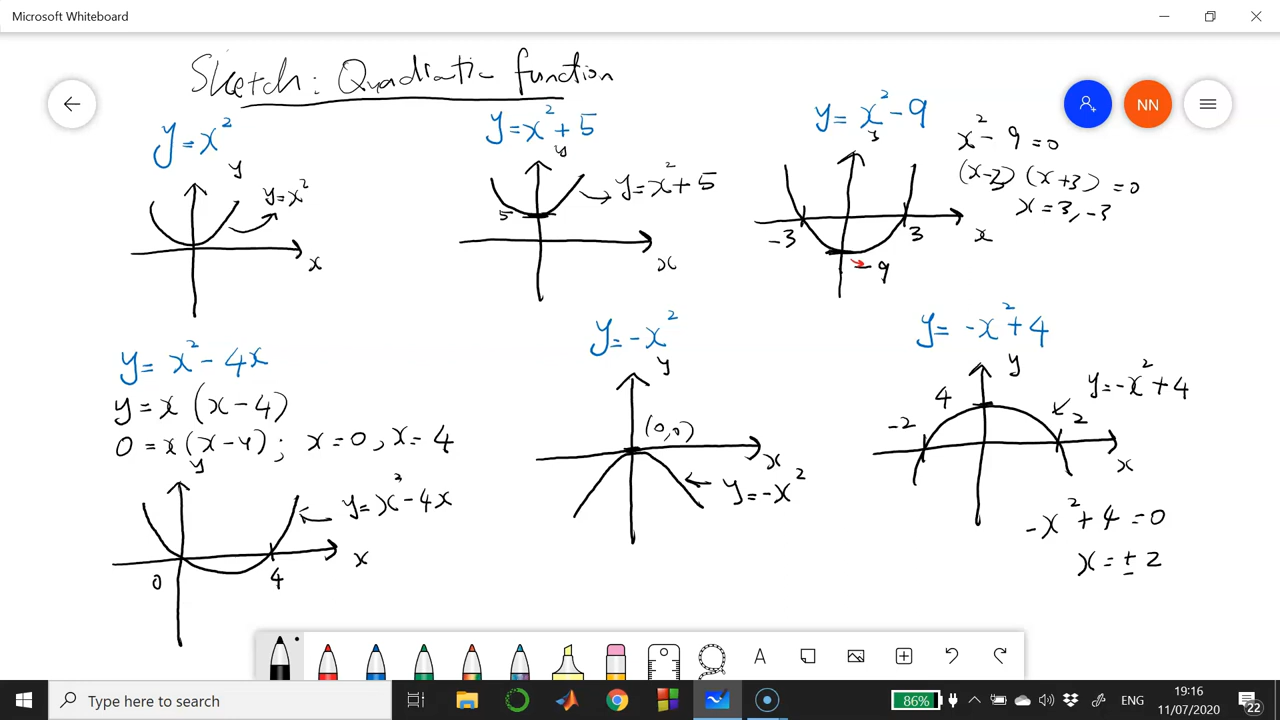 Microsoft Whiteboard
Sketch: Quadratic function
NN
y=x²
y
y=x²
x
y=x²+5
y
y=x²+5
5
x
y=x²-9
y
-3
3
x
-9
x²-9=0
(x-3)(x+3)=0
x=3,-3
y=x²-4x
y=x(x-4)
0=x(x-4); x=0, x=4
y
y=x²-4x
x
0
4
y=-x²
y
(0,0)
x
y=-x²
y=-x²+4
y
y=-x²+4
4
-2
2
x
-x²+4=0
x=±2
A
Type here to search
86%
ENG
19:16
11/07/2020
22